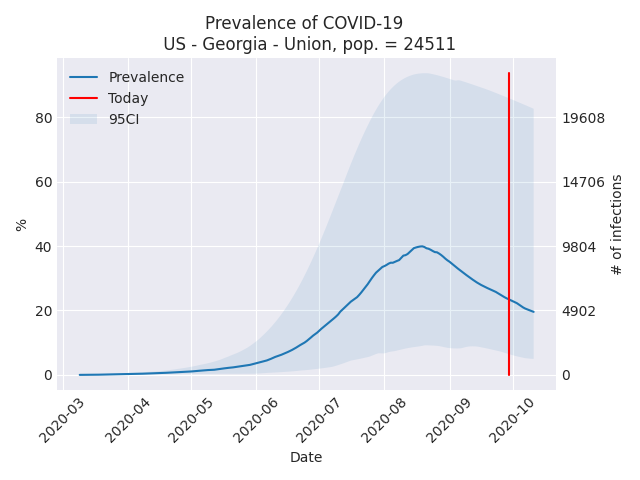 Prevalence of COVID-19
US - Georgia - Union, pop. = 24511
Prevalence
Today
95CI
80
60
40
20
0
%
19608
14706
9804
4902
0
# of infections
2020-03
2020-04
2020-05
2020-06
2020-07
2020-08
2020-09
2020-10
Date